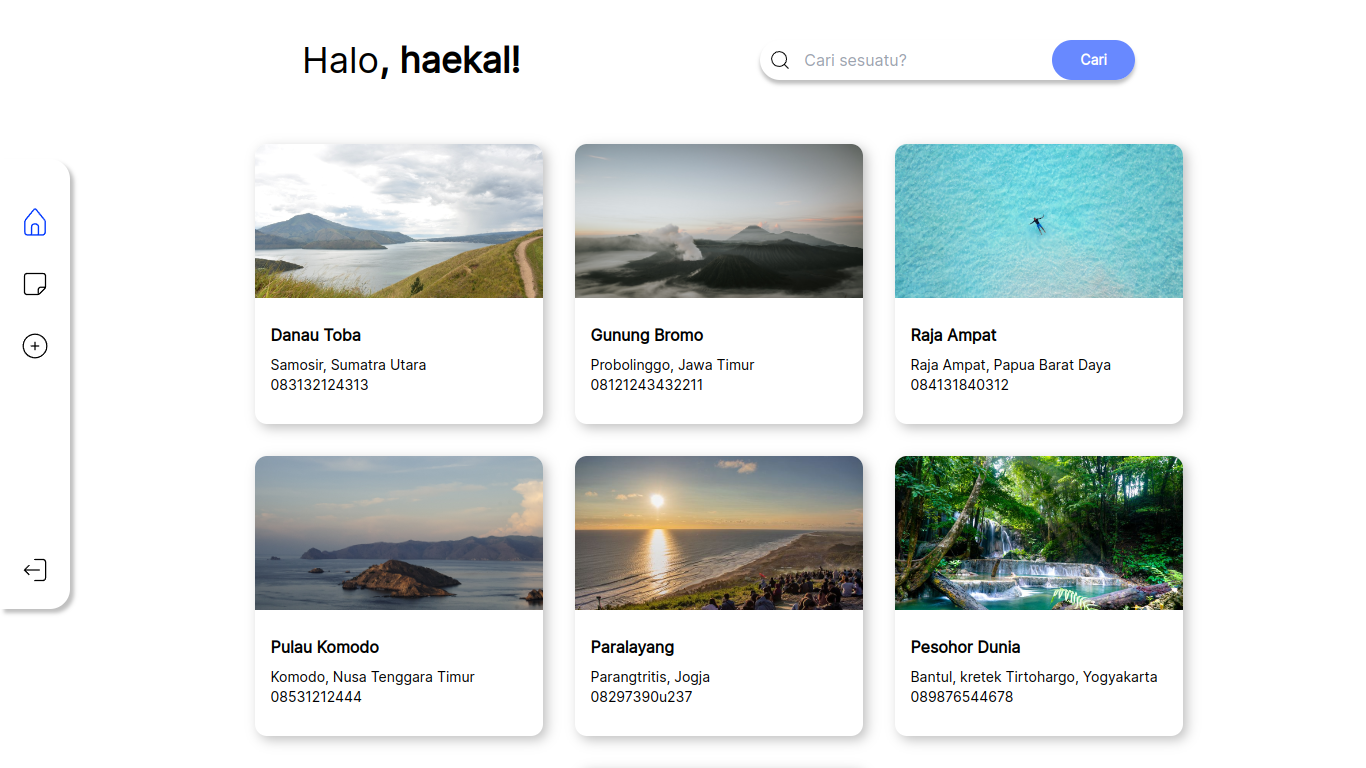 Halo, haekal!
Cari sesuatu?
Cari
Danau Toba
Samosir, Sumatra Utara
083132124313
Gunung Bromo
Probolinggo, Jawa Timur
08121243432211
Raja Ampat
Raja Ampat, Papua Barat Daya
084131840312
Pulau Komodo
Komodo, Nusa Tenggara Timur
08531212444
Paralayang
Parangtritis, Jogja
08297390u237
Pesohor Dunia
Bantul, kretek Tirtohargo, Yogyakarta
089876544678